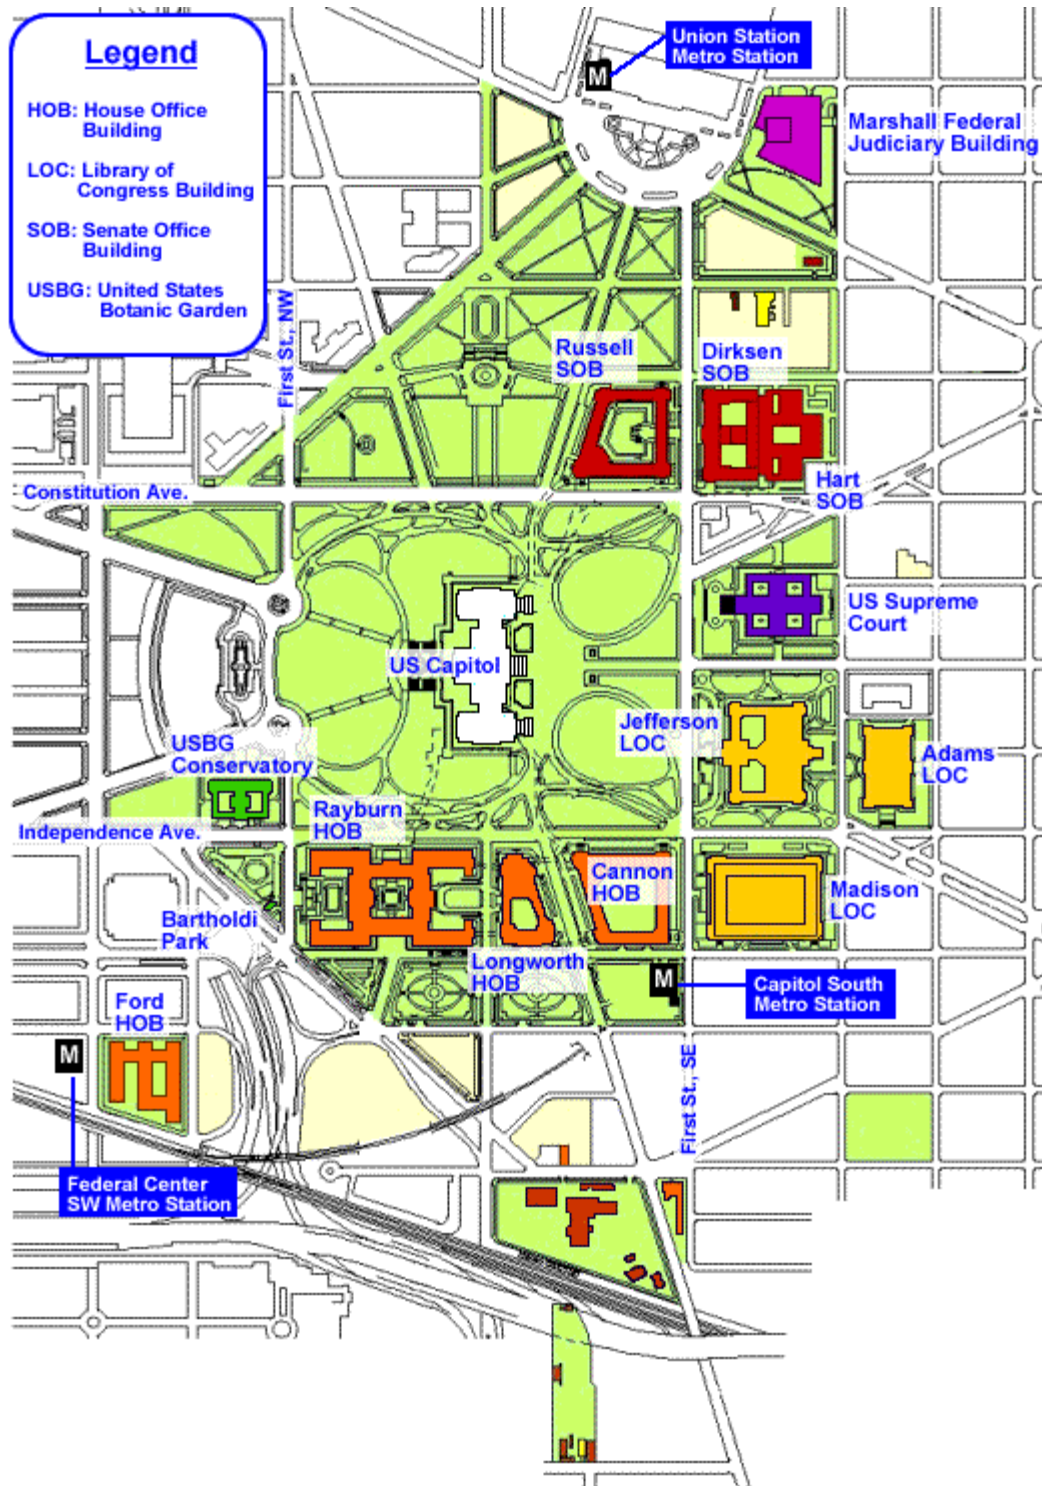 Legend
HOB: House Office
Building
LOC: Library of
Congress Building
SOB: Senate Office
Building
USBG: United States
Botanic Garden
Union Station
Metro Station
M
Marshall Federal
Judiciary Building
First St., NW
Russell
SOB
Dirksen
SOB
Hart
SOB
Constitution Ave.
US Supreme
Court
US Capitol
Jefferson
LOC
Adams
LOC
USBG
Conservatory
Rayburn
HOB
Independence Ave.
Cannon
HOB
Madison
LOC
Bartholdi
Park
Longworth
HOB
M
Capitol South
Metro Station
Ford
HOB
M
First St., SE
Federal Center
SW Metro Station